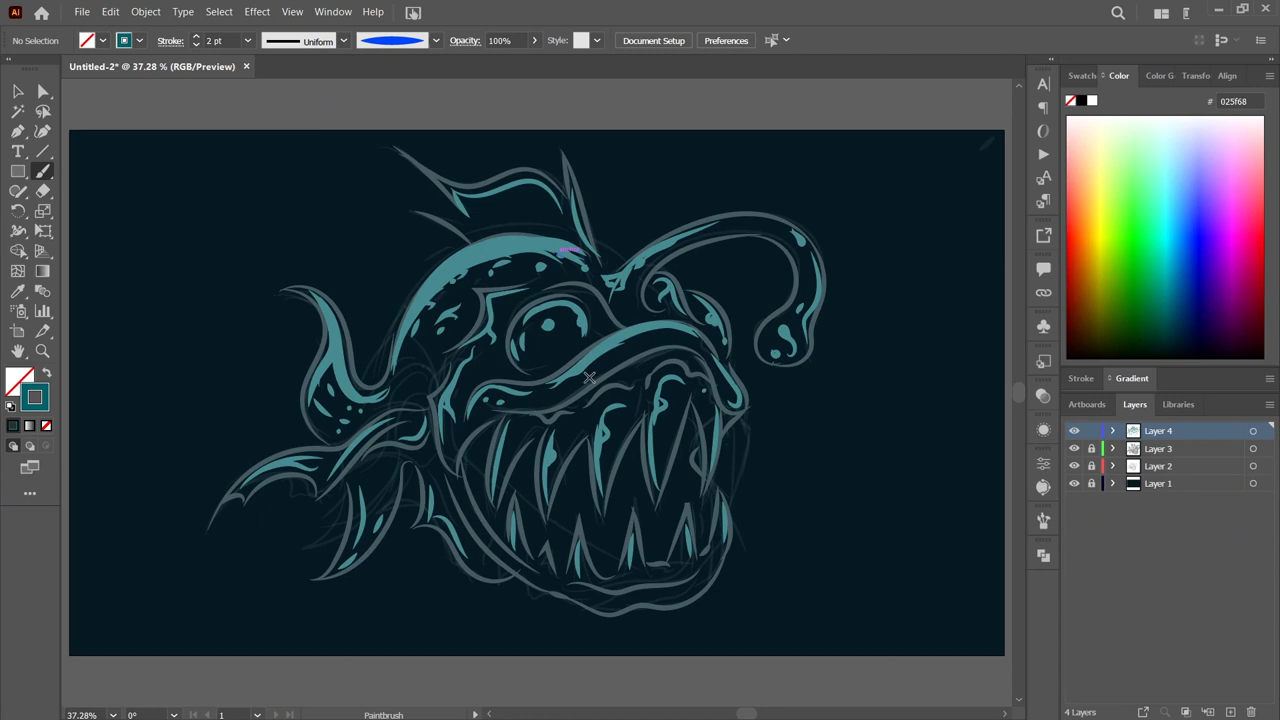 Ai File Edit Object Type Select Effect View Window Help
No Selection Stroke: 2 pt Uniform Opacity: 100% Style: Document Setup Preferences
Untitled-2* @ 37.28 % (RGB/Preview)
Swatch Color Color G Transfo Align
# 025f68
Stroke Gradient
Artboards Layers Libraries
Layer 4
Layer 3
Layer 2
Layer 1
4 Layers
37.28% 0° 1 Paintbrush